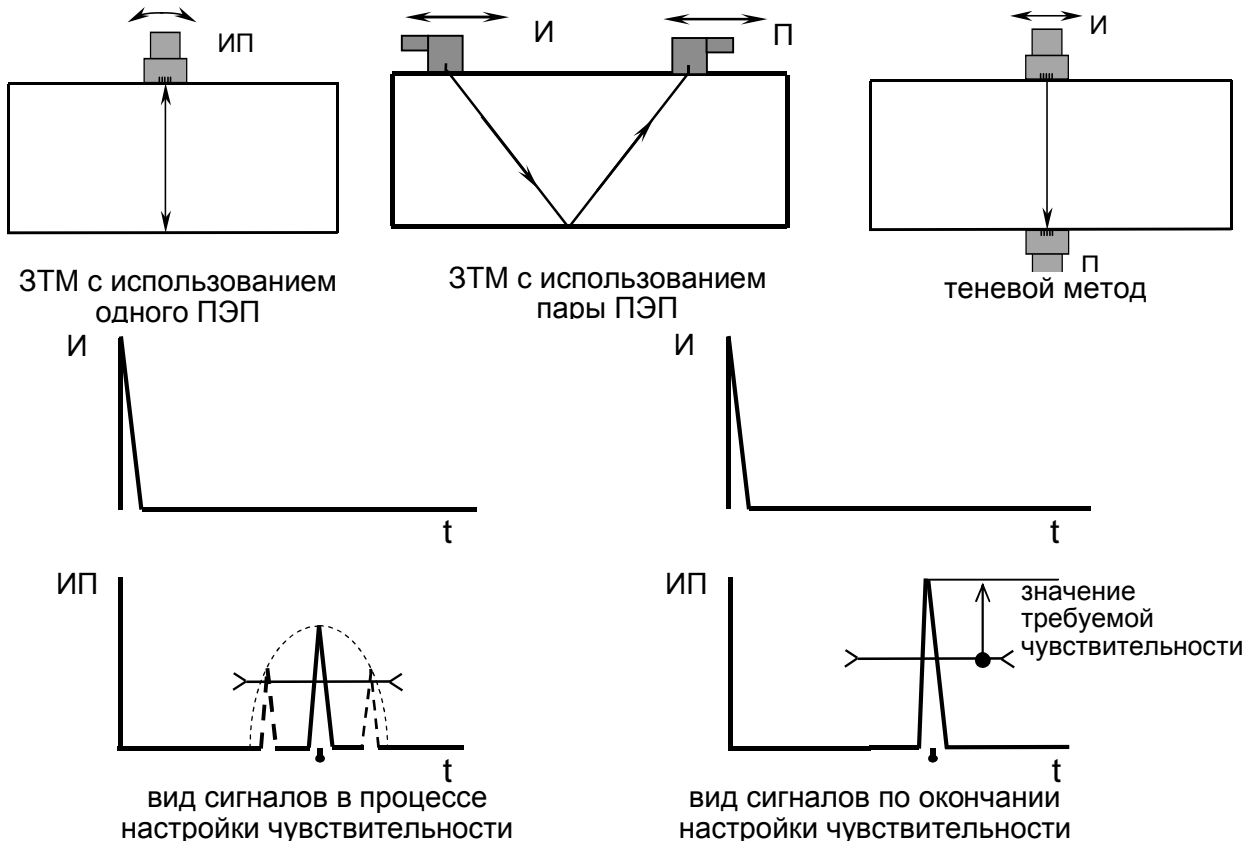 ИП
И
П
И
П
ЗТМ с использованием
одного ПЭП
ЗТМ с использованием
пары ПЭП
теневой метод
И
t
И
t
ИП
t
вид сигналов в процессе
настройки чувствительности
ИП
значение
требуемой
чувствительности
t
вид сигналов по окончании
настройки чувствительности